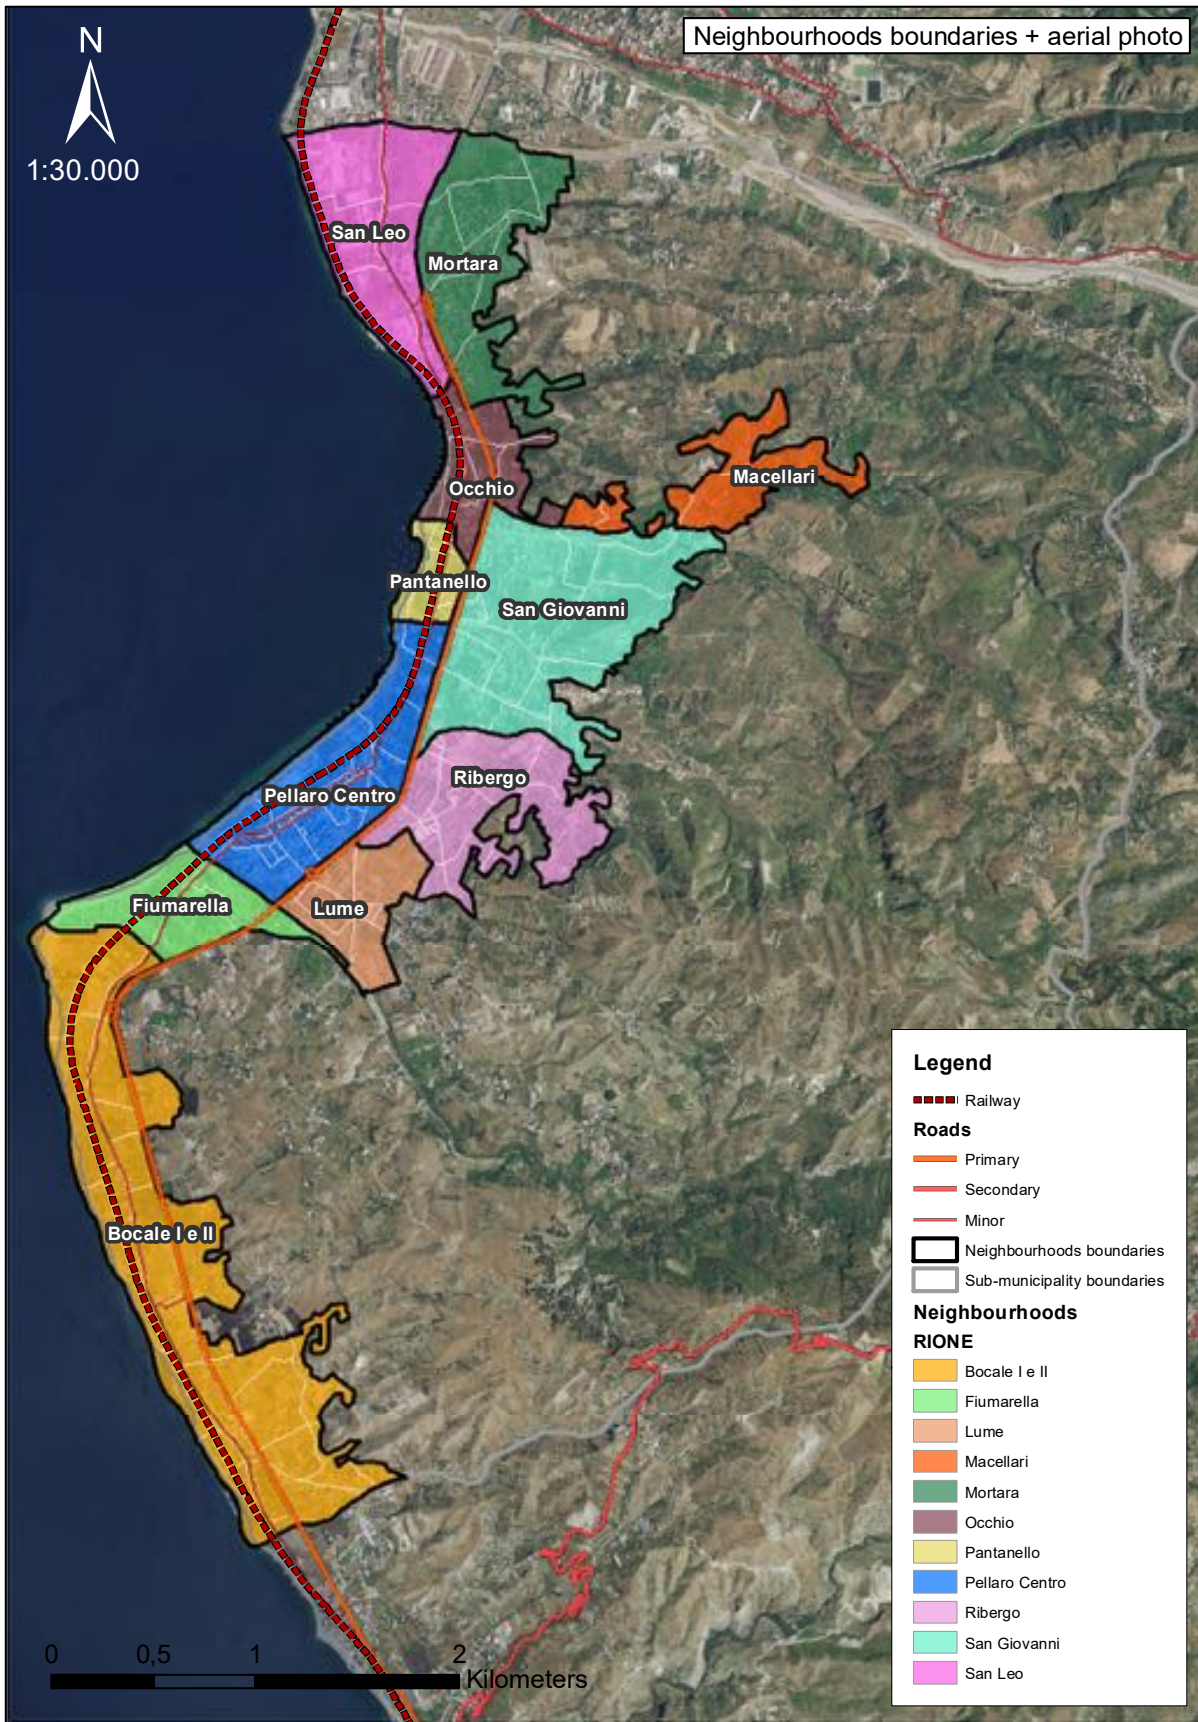 Neighbourhoods boundaries + aerial photo
N
1:30.000
San Leo
Mortara
Macellari
Occhio
Pantanello
San Giovanni
Ribergo
Pellaro Centro
Fiumarella
Lume
Bocale I e II
Legend
Railway
Roads
Primary
Secondary
Minor
Neighbourhoods boundaries
Sub-municipality boundaries
Neighbourhoods
RIONE
Bocale I e II
Fiumarella
Lume
Macellari
Mortara
Occhio
Pantanello
Pellaro Centro
Ribergo
San Giovanni
San Leo
0 0,5 1 2
Kilometers